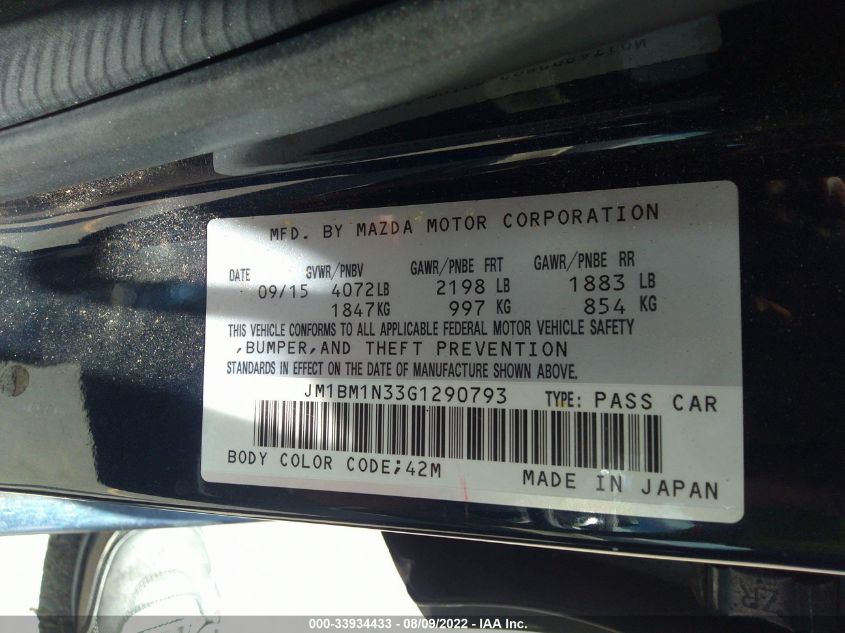 MFD. BY MAZDA MOTOR CORPORATION
DATE GVWR/PNBV GAWR/PNBE FRT GAWR/PNBE RR
09/15 4072LB 2198 LB 1883 LB
1847KG 997 KG 854 KG
THIS VEHICLE CONFORMS TO ALL APPLICABLE FEDERAL MOTOR VEHICLE SAFETY
,BUMPER,AND THEFT PREVENTION
STANDARDS IN EFFECT ON THE DATE OF MANUFACTURE SHOWN ABOVE.
JM1BM1N33G1290793 TYPE: PASS CAR
BODY COLOR CODE;42M
MADE IN JAPAN
000-33934433 - 08/09/2022 - IAA Inc.